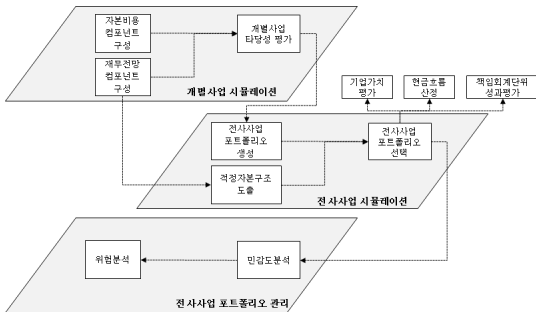 자본비용
컴포넌트
구성
개별사업
타당성 평가
재무전망
컴포넌트
구성
개별사업 시뮬레이션
기업가치
평가
현금흐름
산정
책임회계단위
성과평가
전사사업
포트폴리오
생성
전사사업
포트폴리오
선택
적정자본구조
도출
전사사업 시뮬레이션
위험분석
민감도분석
전사사업 포트폴리오 관리